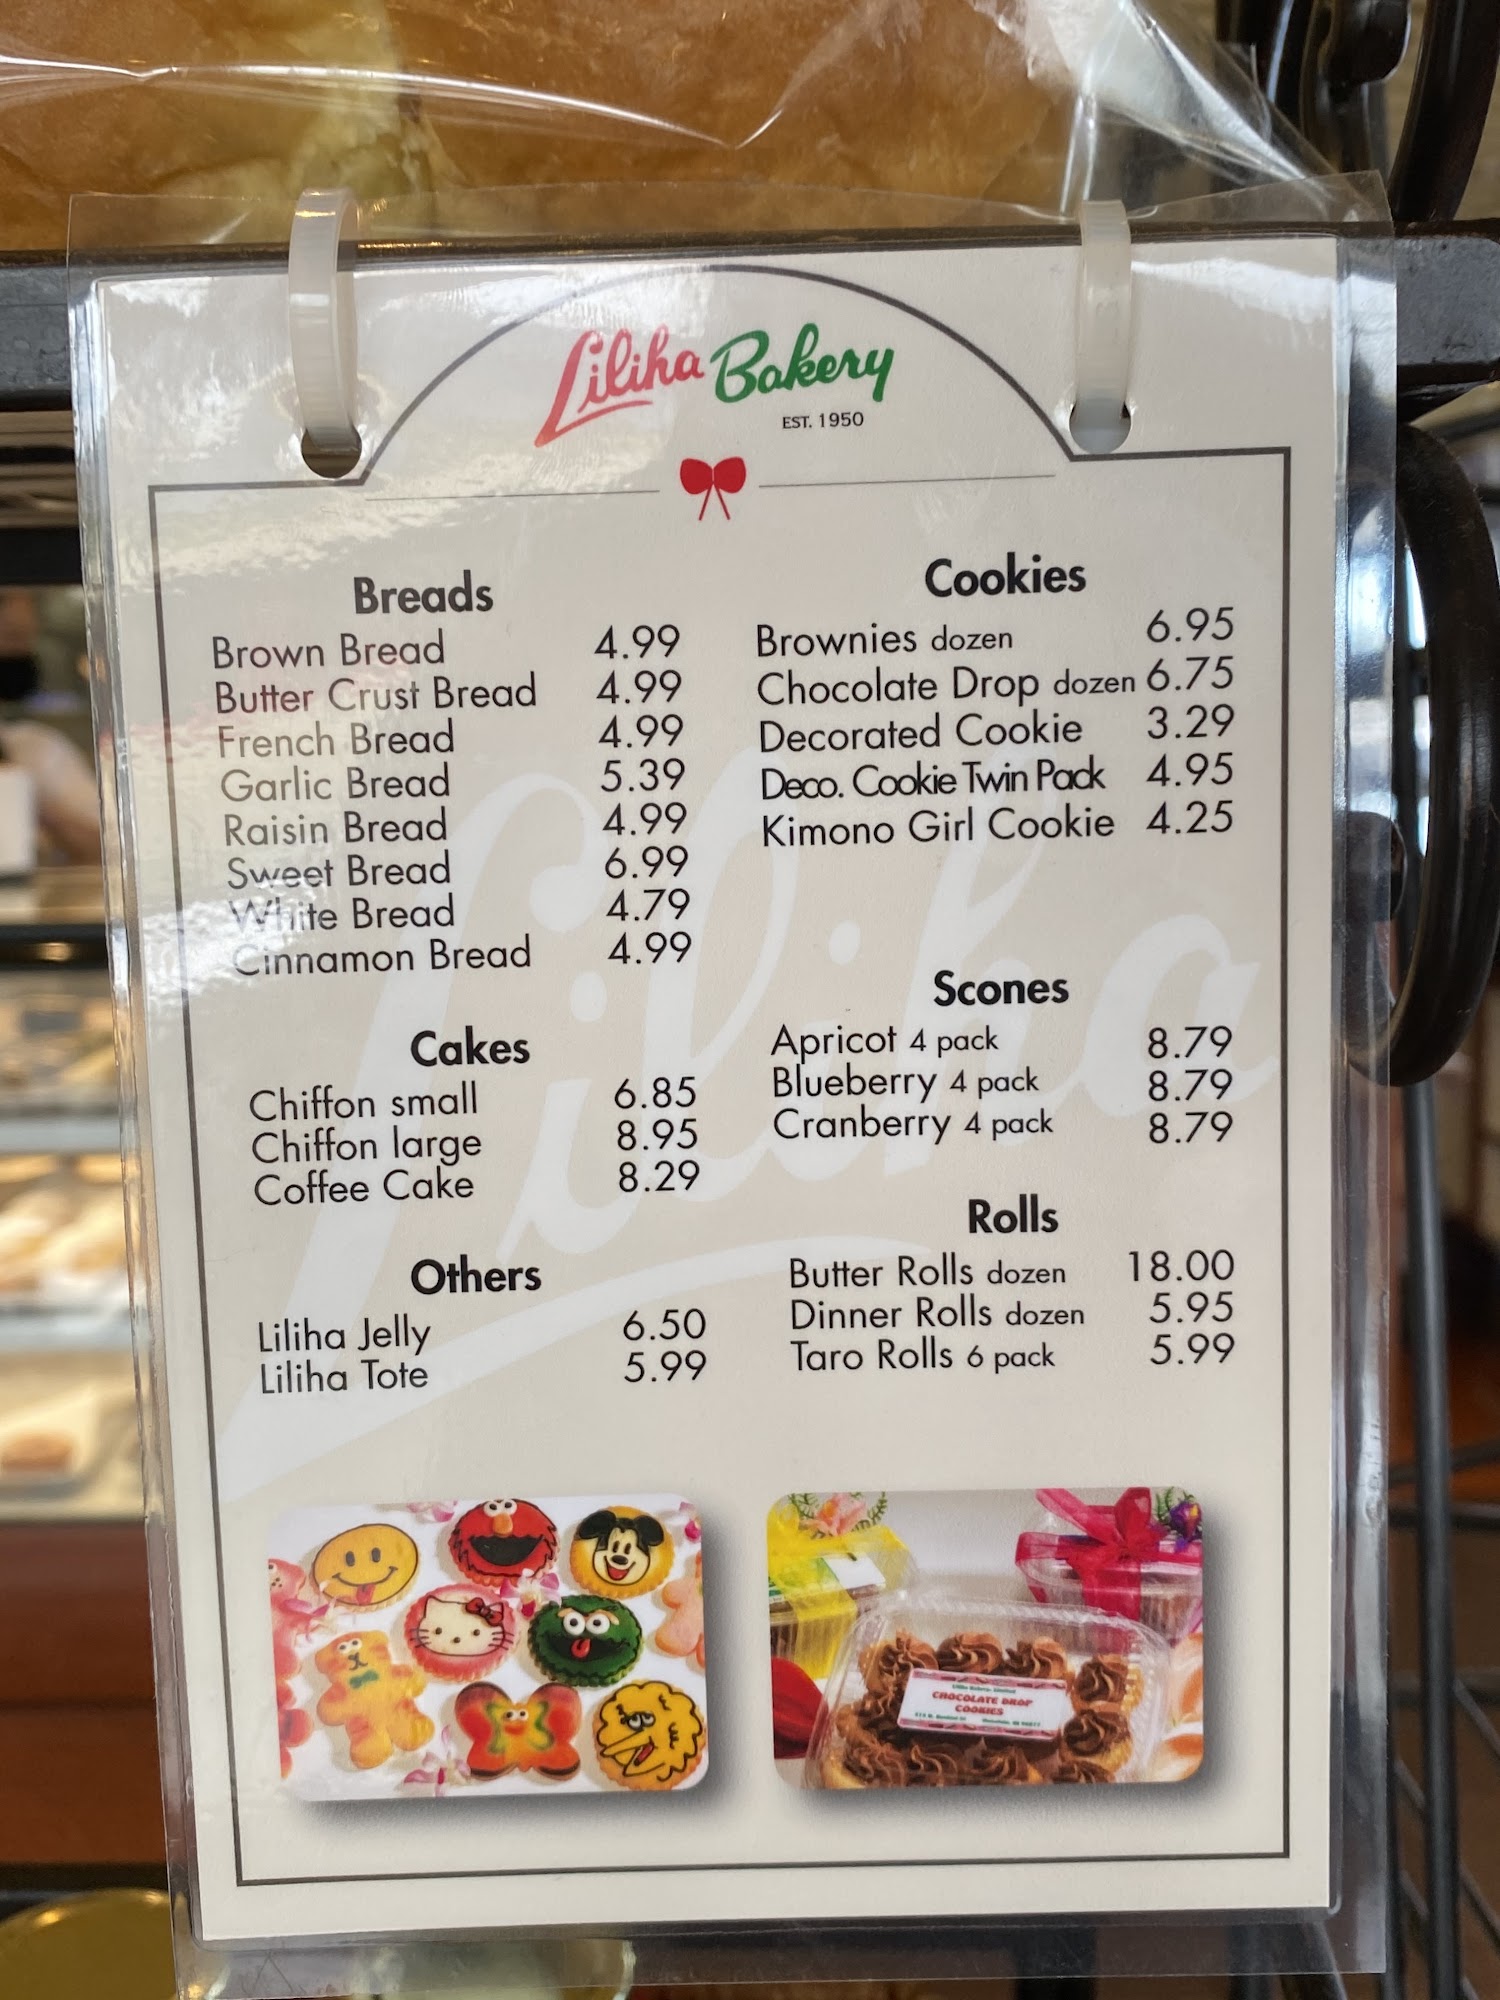 Liliha Bakery
EST. 1950
Breads
Brown Bread 4.99
Butter Crust Bread 4.99
French Bread 4.99
Garlic Bread 5.39
Raisin Bread 4.99
Sweet Bread 6.99
White Bread 4.79
Cinnamon Bread 4.99
Cakes
Chiffon small 6.85
Chiffon large 8.95
Coffee Cake 8.29
Others
Liliha Jelly 6.50
Liliha Tote 5.99
Cookies
Brownies dozen 6.95
Chocolate Drop dozen 6.75
Decorated Cookie 3.29
Deco. Cookie Twin Pack 4.95
Kimono Girl Cookie 4.25
Scones
Apricot 4 pack 8.79
Blueberry 4 pack 8.79
Cranberry 4 pack 8.79
Rolls
Butter Rolls dozen 18.00
Dinner Rolls dozen 5.95
Taro Rolls 6 pack 5.99
Liliha
CHOCOLATE DROP
COOKIES